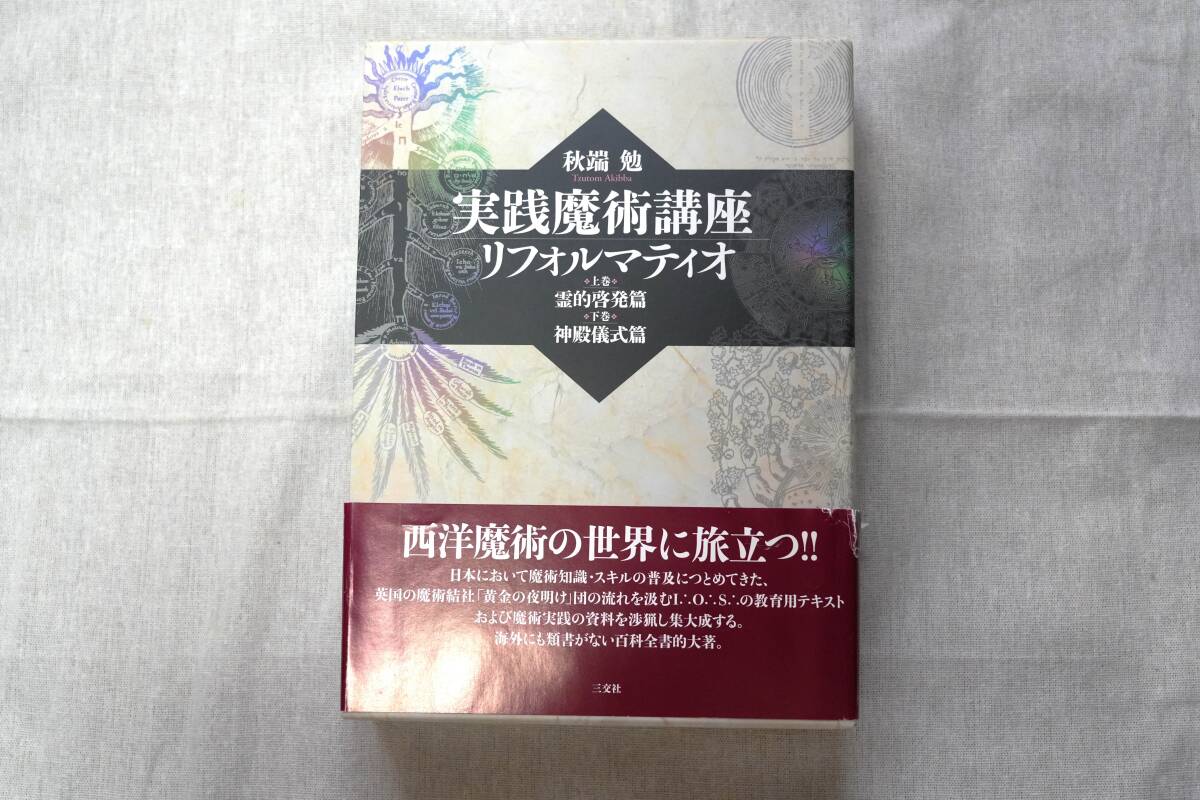 秋端 勉
Tzutom Akibba
実践魔術講座
リフォルマティオ
上巻
霊的啓発篇
下巻
神殿儀式篇
西洋魔術の世界に旅立つ!!
日本において魔術知識・スキルの普及につとめてきた、
英国の魔術結社「黄金の夜明け」団の流れを汲むI∴O∴S∴の教育用テキスト
および魔術実践の資料を渉猟し集大成する。
海外にも類書がない百科全書的大著。
三交社